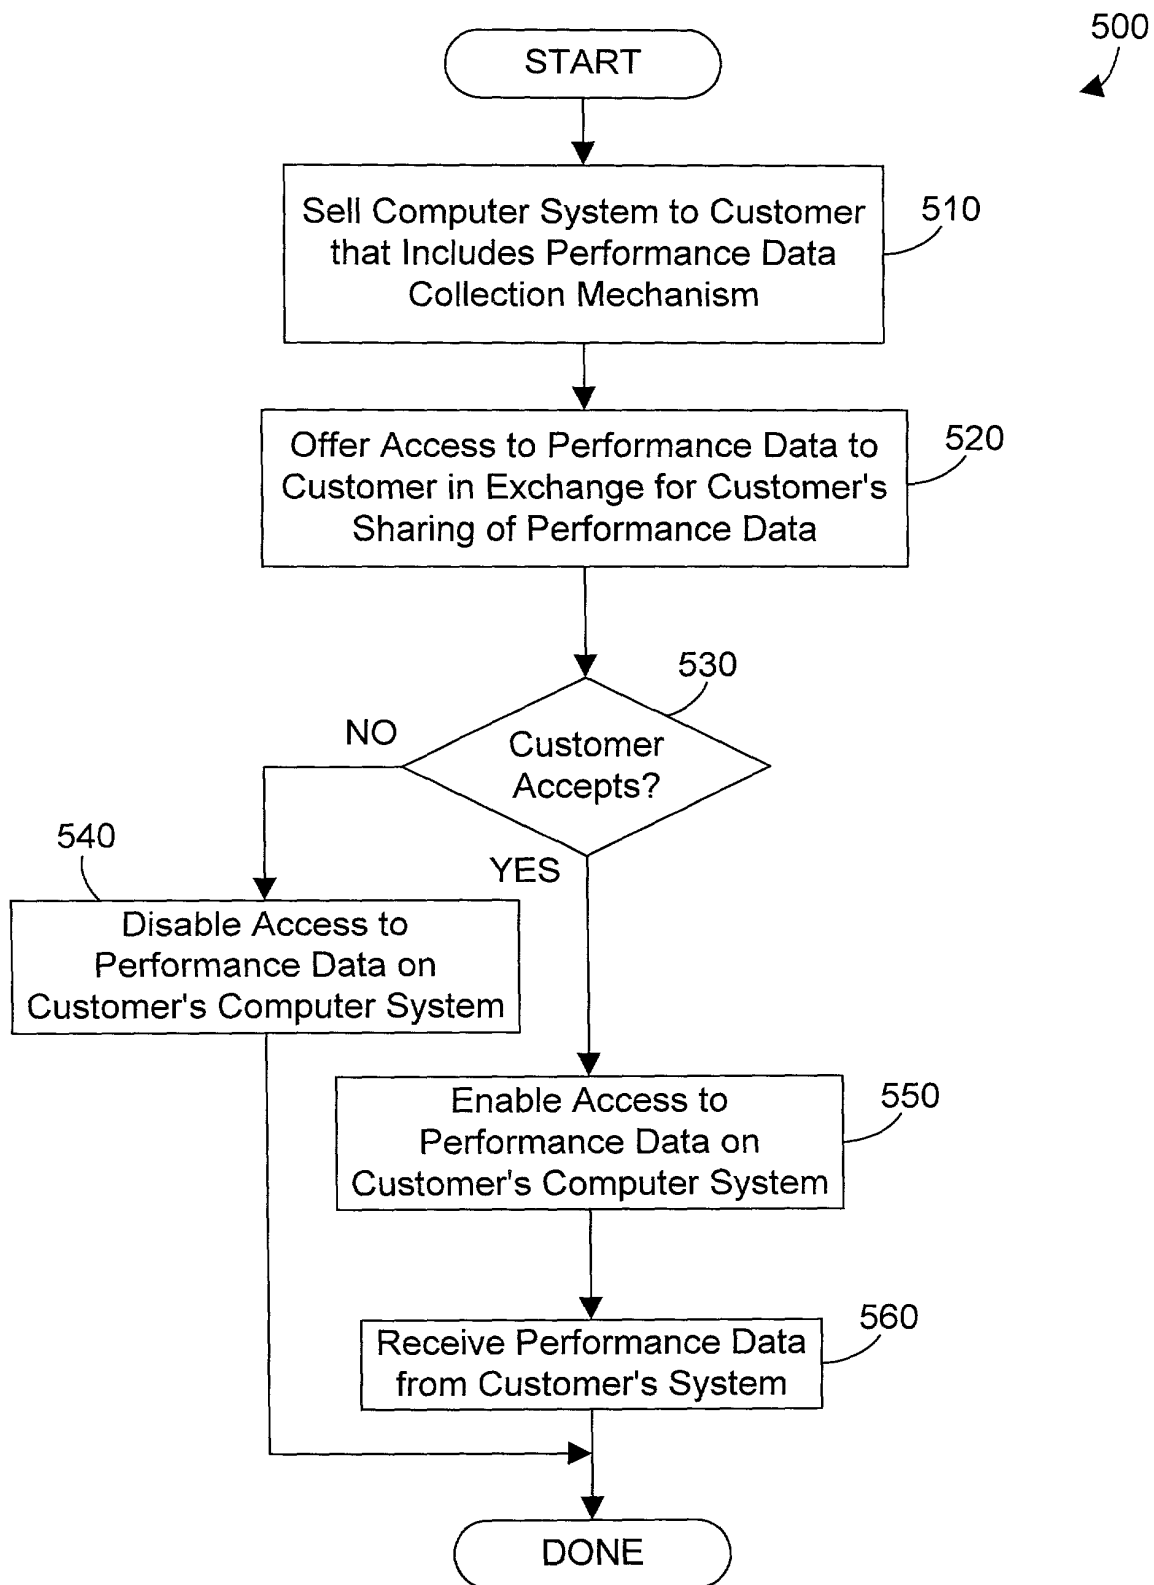 500
START
Sell Computer System to Customer
that Includes Performance Data
Collection Mechanism
510
Offer Access to Performance Data to
Customer in Exchange for Customer's
Sharing of Performance Data
520
530
Customer
Accepts?
NO
YES
540
Disable Access to
Performance Data on
Customer's Computer System
Enable Access to
Performance Data on
Customer's Computer System
550
Receive Performance Data
from Customer's System
560
DONE